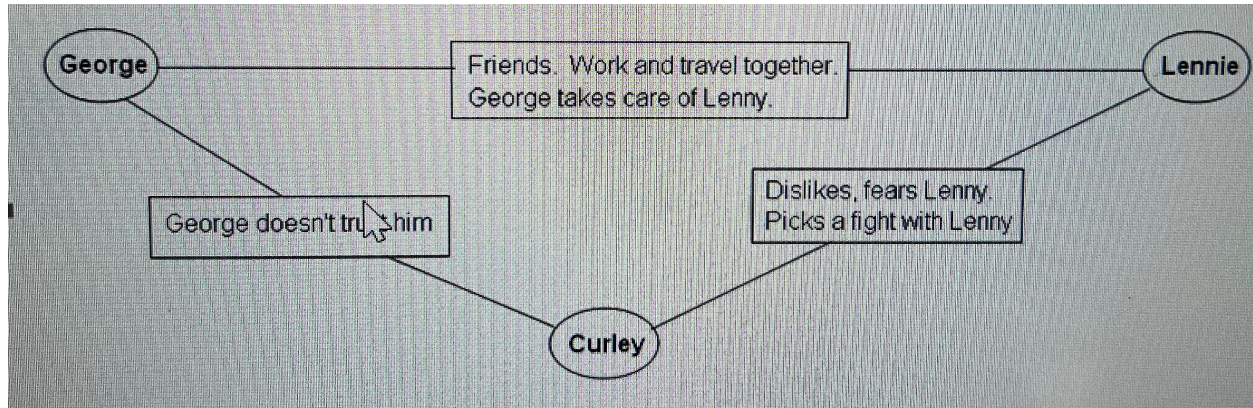 George
Friends. Work and travel together.
George takes care of Lenny.
Lennie
Dislikes, fears Lenny.
Picks a fight with Lenny
George doesn't him
Curley